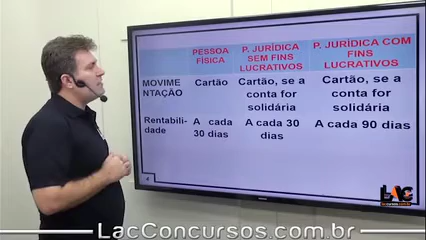 PESSOA FÍSICA
P. JURÍDICA SEM FINS LUCRATIVOS
P. JURÍDICA COM FINS LUCRATIVOS
MOVIME
NTAÇÃO
Cartão
Cartão, se a
conta for
solidária
Cartão, se a
conta for
solidária
Rentabili-
dade
A cada
30 dias
A cada 30
dias
A cada 90 dias
4
LAC
LacConcursos.com.br